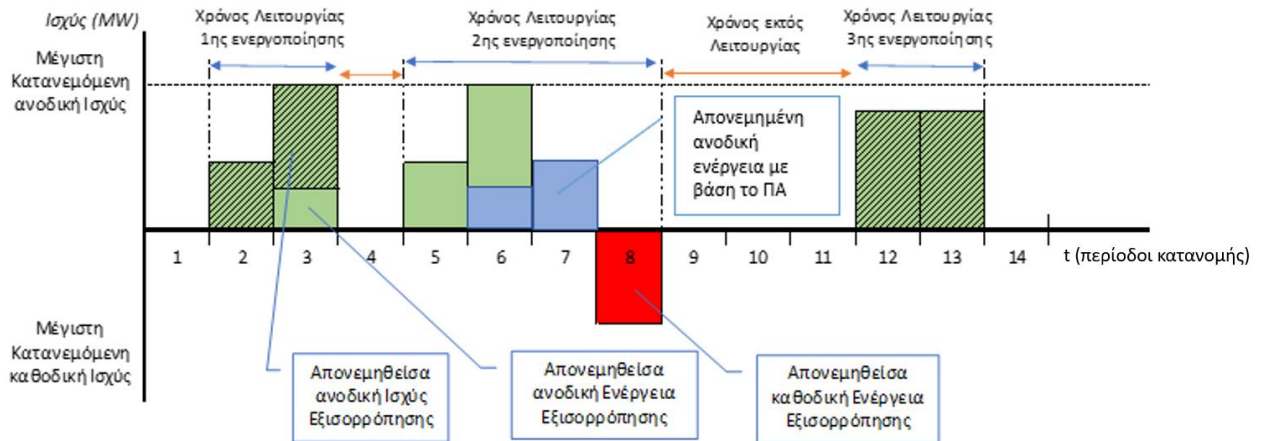 Ισχύς (MW)
Μέγιστη
Κατανεμόμενη
ανοδική Ισχύς
Χρόνος Λειτουργίας
1ης ενεργοποίησης
Χρόνος Λειτουργίας
2ης ενεργοποίησης
Χρόνος εκτός
Λειτουργίας
Χρόνος Λειτουργίας
3ης ενεργοποίησης
Απονεμημένη
ανοδική
ενέργεια με
βάση το ΠΑ
1 2 3 4 5 6 7 8 9 10 11 12 13 14 t (περίοδοι κατανομής)
Μέγιστη
Κατανεμόμενη
καθοδική Ισχύς
Απονεμηθείσα
ανοδική Ισχύς
Εξισορρόπησης
Απονεμηθείσα
ανοδική Ενέργεια
Εξισορρόπησης
Απονεμηθείσα
καθοδική Ενέργεια
Εξισορρόπησης